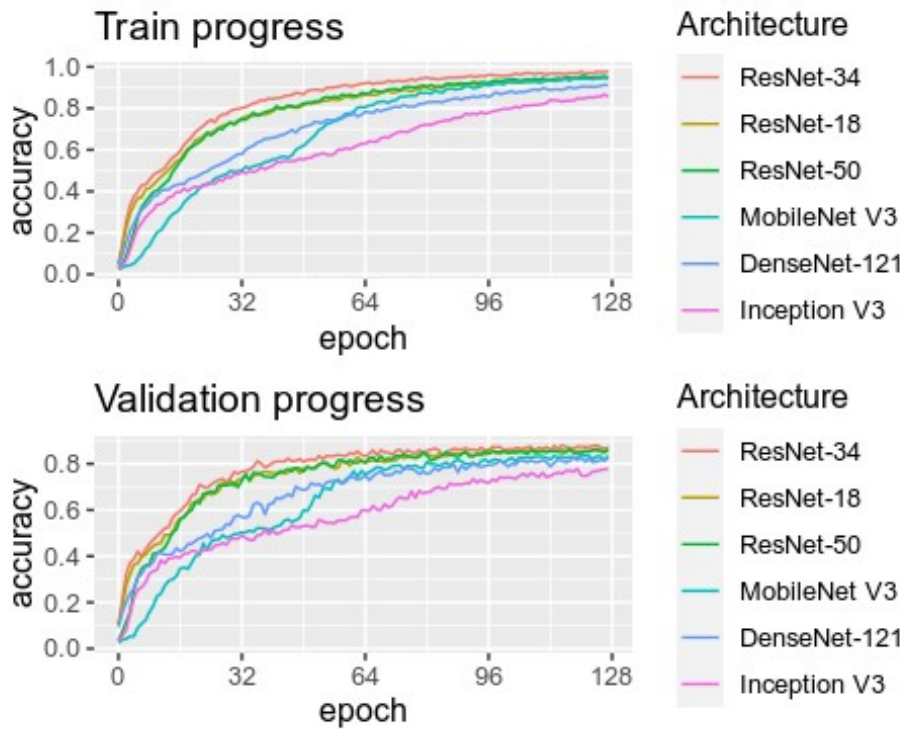 Train progress
accuracy
1.0
0.8
0.6
0.4
0.2
0.0
0 32 64 96 128
epoch
Architecture
ResNet-34
ResNet-18
ResNet-50
MobileNet V3
DenseNet-121
Inception V3
Validation progress
accuracy
0.8
0.6
0.4
0.2
0.0
0 32 64 96 128
epoch
Architecture
ResNet-34
ResNet-18
ResNet-50
MobileNet V3
DenseNet-121
Inception V3